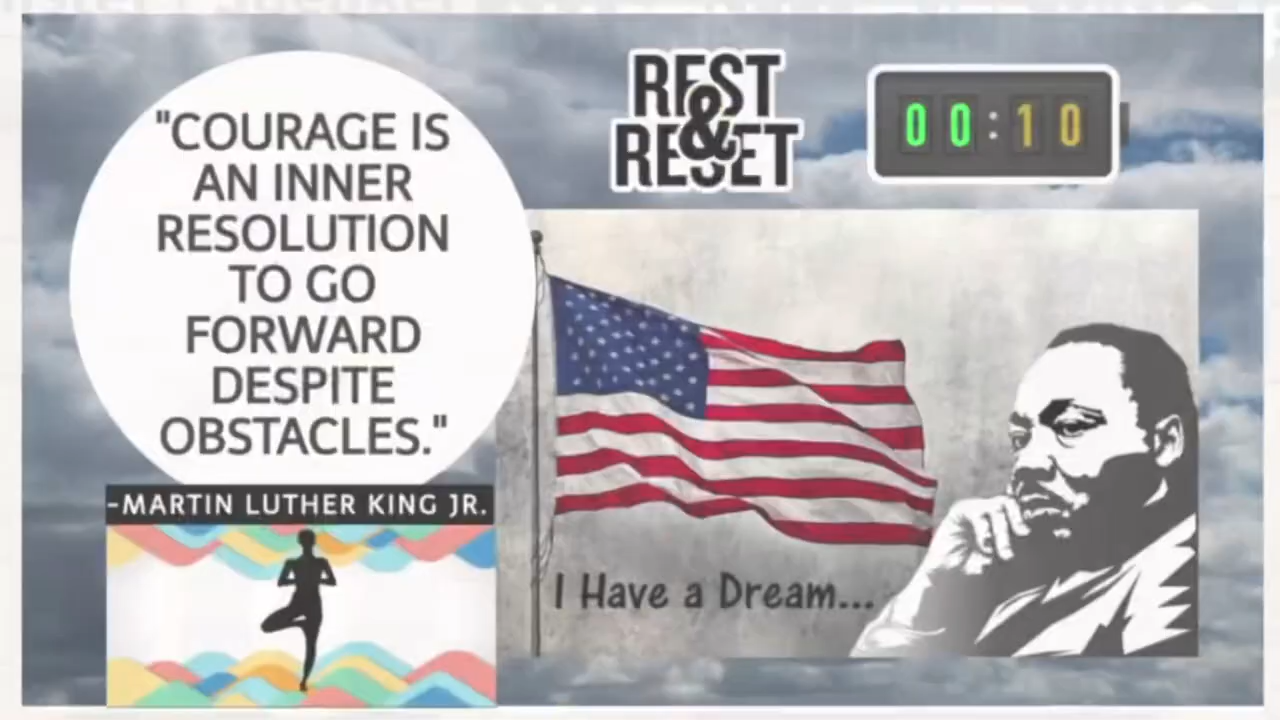 "COURAGE IS
AN INNER
RESOLUTION
TO GO
FORWARD
DESPITE
OBSTACLES."
-MARTIN LUTHER KING JR.
REST
&
RESET
00:10
I Have a Dream...